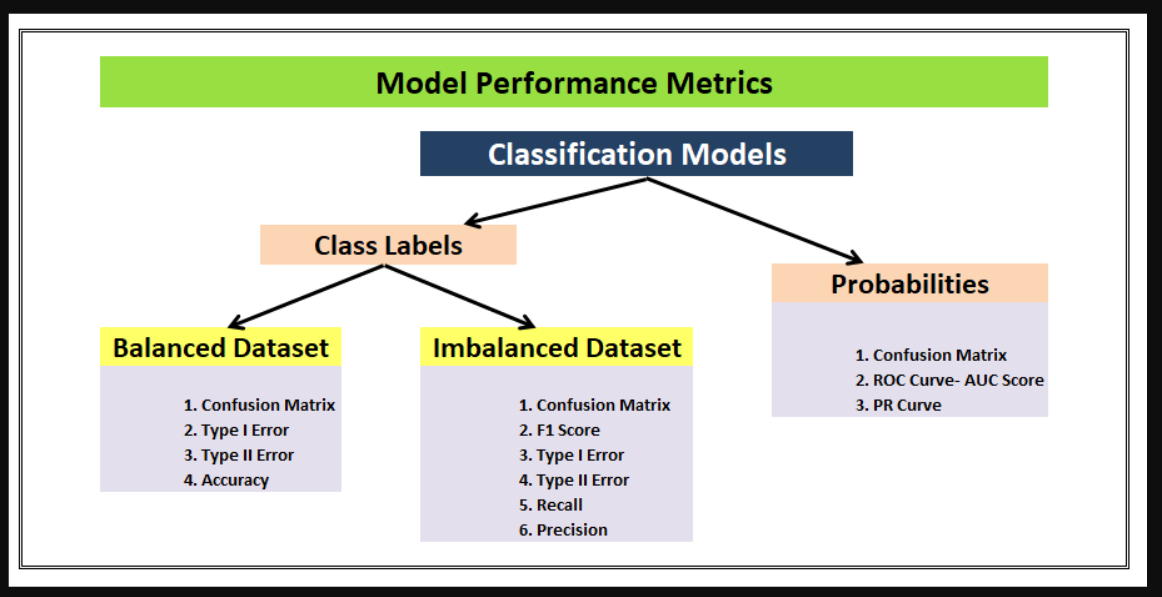 Model Performance Metrics
Classification Models
Class Labels
Probabilities
1. Confusion Matrix
2. ROC Curve- AUC Score
3. PR Curve
Balanced Dataset
1. Confusion Matrix
2. Type I Error
3. Type II Error
4. Accuracy
Imbalanced Dataset
1. Confusion Matrix
2. F1 Score
3. Type I Error
4. Type II Error
5. Recall
6. Precision